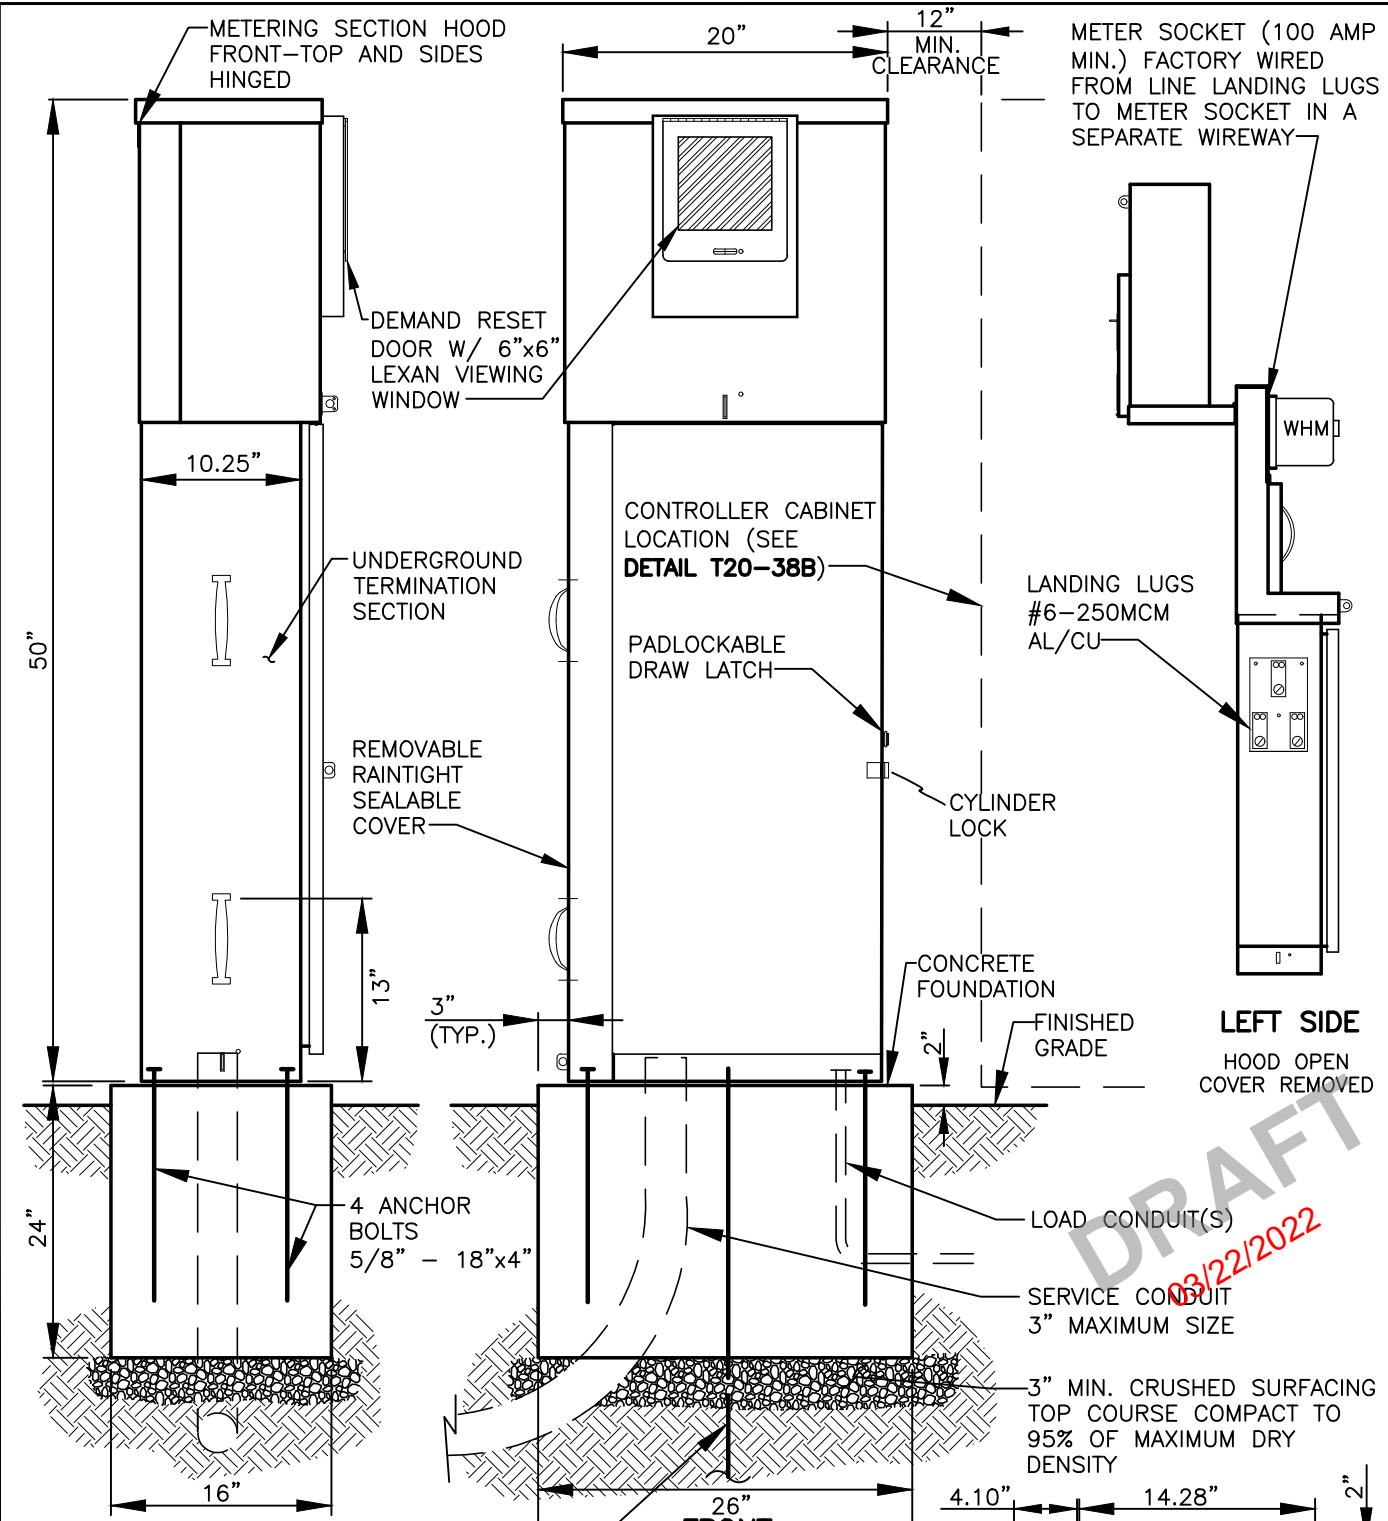 METERING SECTION HOOD
FRONT-TOP AND SIDES
HINGED
20"
12"
MIN.
CLEARANCE
METER SOCKET (100 AMP
MIN.) FACTORY WIRED
FROM LINE LANDING LUGS
TO METER SOCKET IN A
SEPARATE WIREWAY
DEMAND RESET
DOOR W/ 6"x6"
LEXAN VIEWING
WINDOW
WHM
10.25"
50"
CONTROLLER CABINET
LOCATION (SEE
DETAIL T20-38B)
UNDERGROUND
TERMINATION
SECTION
LANDING LUGS
#6-250MCM
AL/CU
PADLOCKABLE
DRAW LATCH
REMOVABLE
RAINTIGHT
SEALABLE
COVER
CYLINDER
LOCK
13"
3"
(TYP.)
CONCRETE
FOUNDATION
2"
FINISHED
GRADE
LEFT SIDE
HOOD OPEN
COVER REMOVED
DRAFT
03/22/2022
24"
4 ANCHOR
BOLTS
5/8" - 18"x4"
LOAD CONDUIT(S)
SERVICE CONDUIT
3" MAXIMUM SIZE
3" MIN. CRUSHED SURFACING
TOP COURSE COMPACT TO
95% OF MAXIMUM DRY
DENSITY
16"
26"
FRONT
4.10"
14.28"
2"